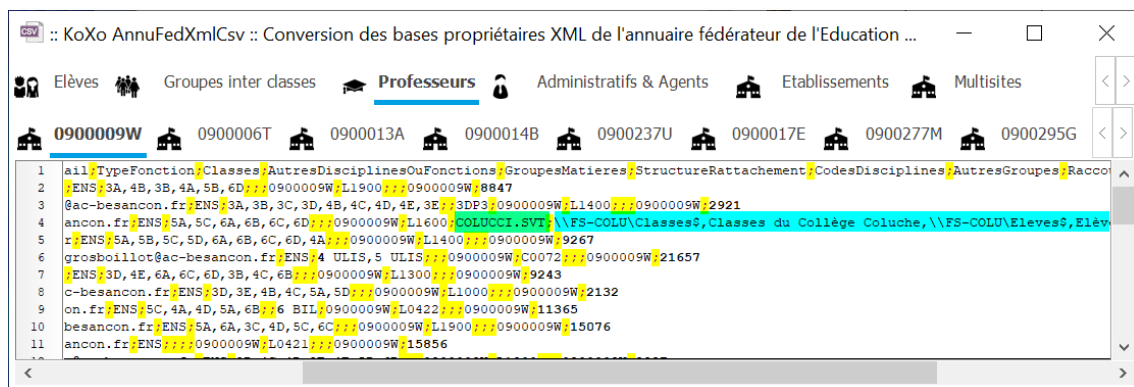 CSV :: KoXo AnnuFedXmlCsv :: Conversion des bases propriétaires XML de l'annuaire fédérateur de l'Education ...
Elèves Groupes inter classes Professeurs Administratifs & Agents Etablissements Multisites
0900009W 0900006T 0900013A 0900014B 0900237U 0900017E 0900277M 0900295G
1 ail;TypeFonction;Classes;AutresDisciplinesOuFonctions;GroupesMatieres;StructureRattachement;CodesDisciplines;AutresGroupes;Raccou
2 ;ENS;3A,4B,3B,4A,5B,6D;;;0900009W;L1900;;;0900009W;8847
3 @ac-besancon.fr;ENS;3A,3B,3C,3D,4B,4C,4D,4E,3E;;3DP3;0900009W;L1400;;;0900009W;2921
4 ancon.fr;ENS;5A,5C,6A,6B,6C,6D;;;0900009W;L1600;COLUCCI.SVT;\\FS-COLU\Classes$,Classes du Collège Coluche,\\FS-COLU\Eleves$,Elèv
5 r;ENS;5A,5B,5C,5D,6A,6B,6C,6D,4A;;;0900009W;L1400;;;0900009W;9267
6 grosboillot@ac-besancon.fr;ENS;4 ULIS,5 ULIS;;;0900009W;C0072;;;0900009W;21657
7 ;ENS;3D,4E,6A,6C,6D,3B,4C,6B;;;0900009W;L1300;;;0900009W;9243
8 c-besancon.fr;ENS;3D,3E,4B,4C,5A,5D;;;0900009W;L1000;;;0900009W;2132
9 on.fr;ENS;5C,4A,4D,5A,6B;;6 BIL;0900009W;L0422;;;0900009W;11365
10 besancon.fr;ENS;5A,6A,3C,4D,5C,6C;;;0900009W;L1900;;;0900009W;15076
11 ancon.fr;ENS;;;;0900009W;L0421;;;0900009W;15856